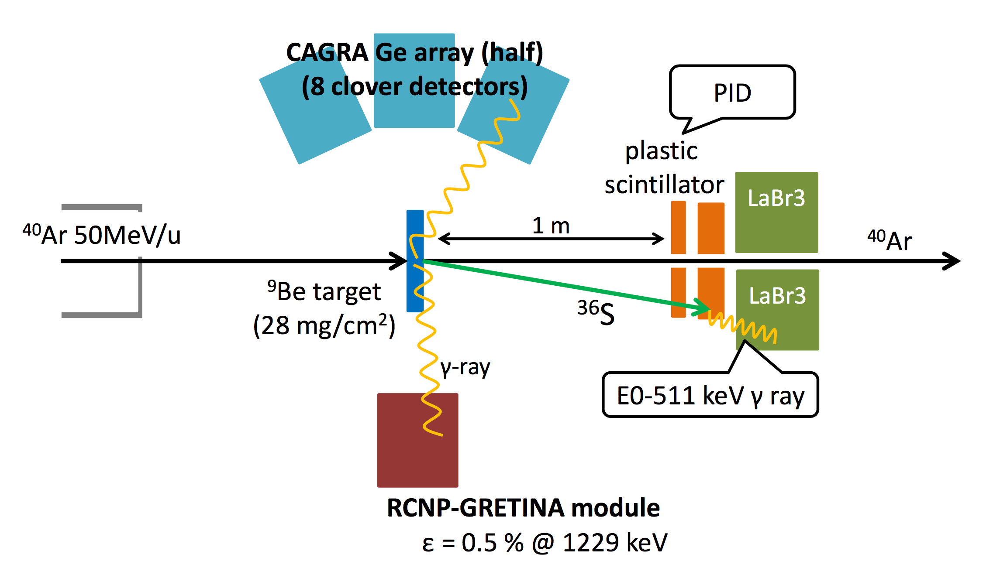 CAGRA Ge array (half)
(8 clover detectors)
PID
plastic
scintillator
LaBr3
1 m
⁴⁰Ar 50MeV/u
⁴⁰Ar
⁹Be target
(28 mg/cm²)
³⁶S
LaBr3
γ-ray
E0-511 keV γ ray
RCNP-GRETINA module
ε = 0.5 % @ 1229 keV